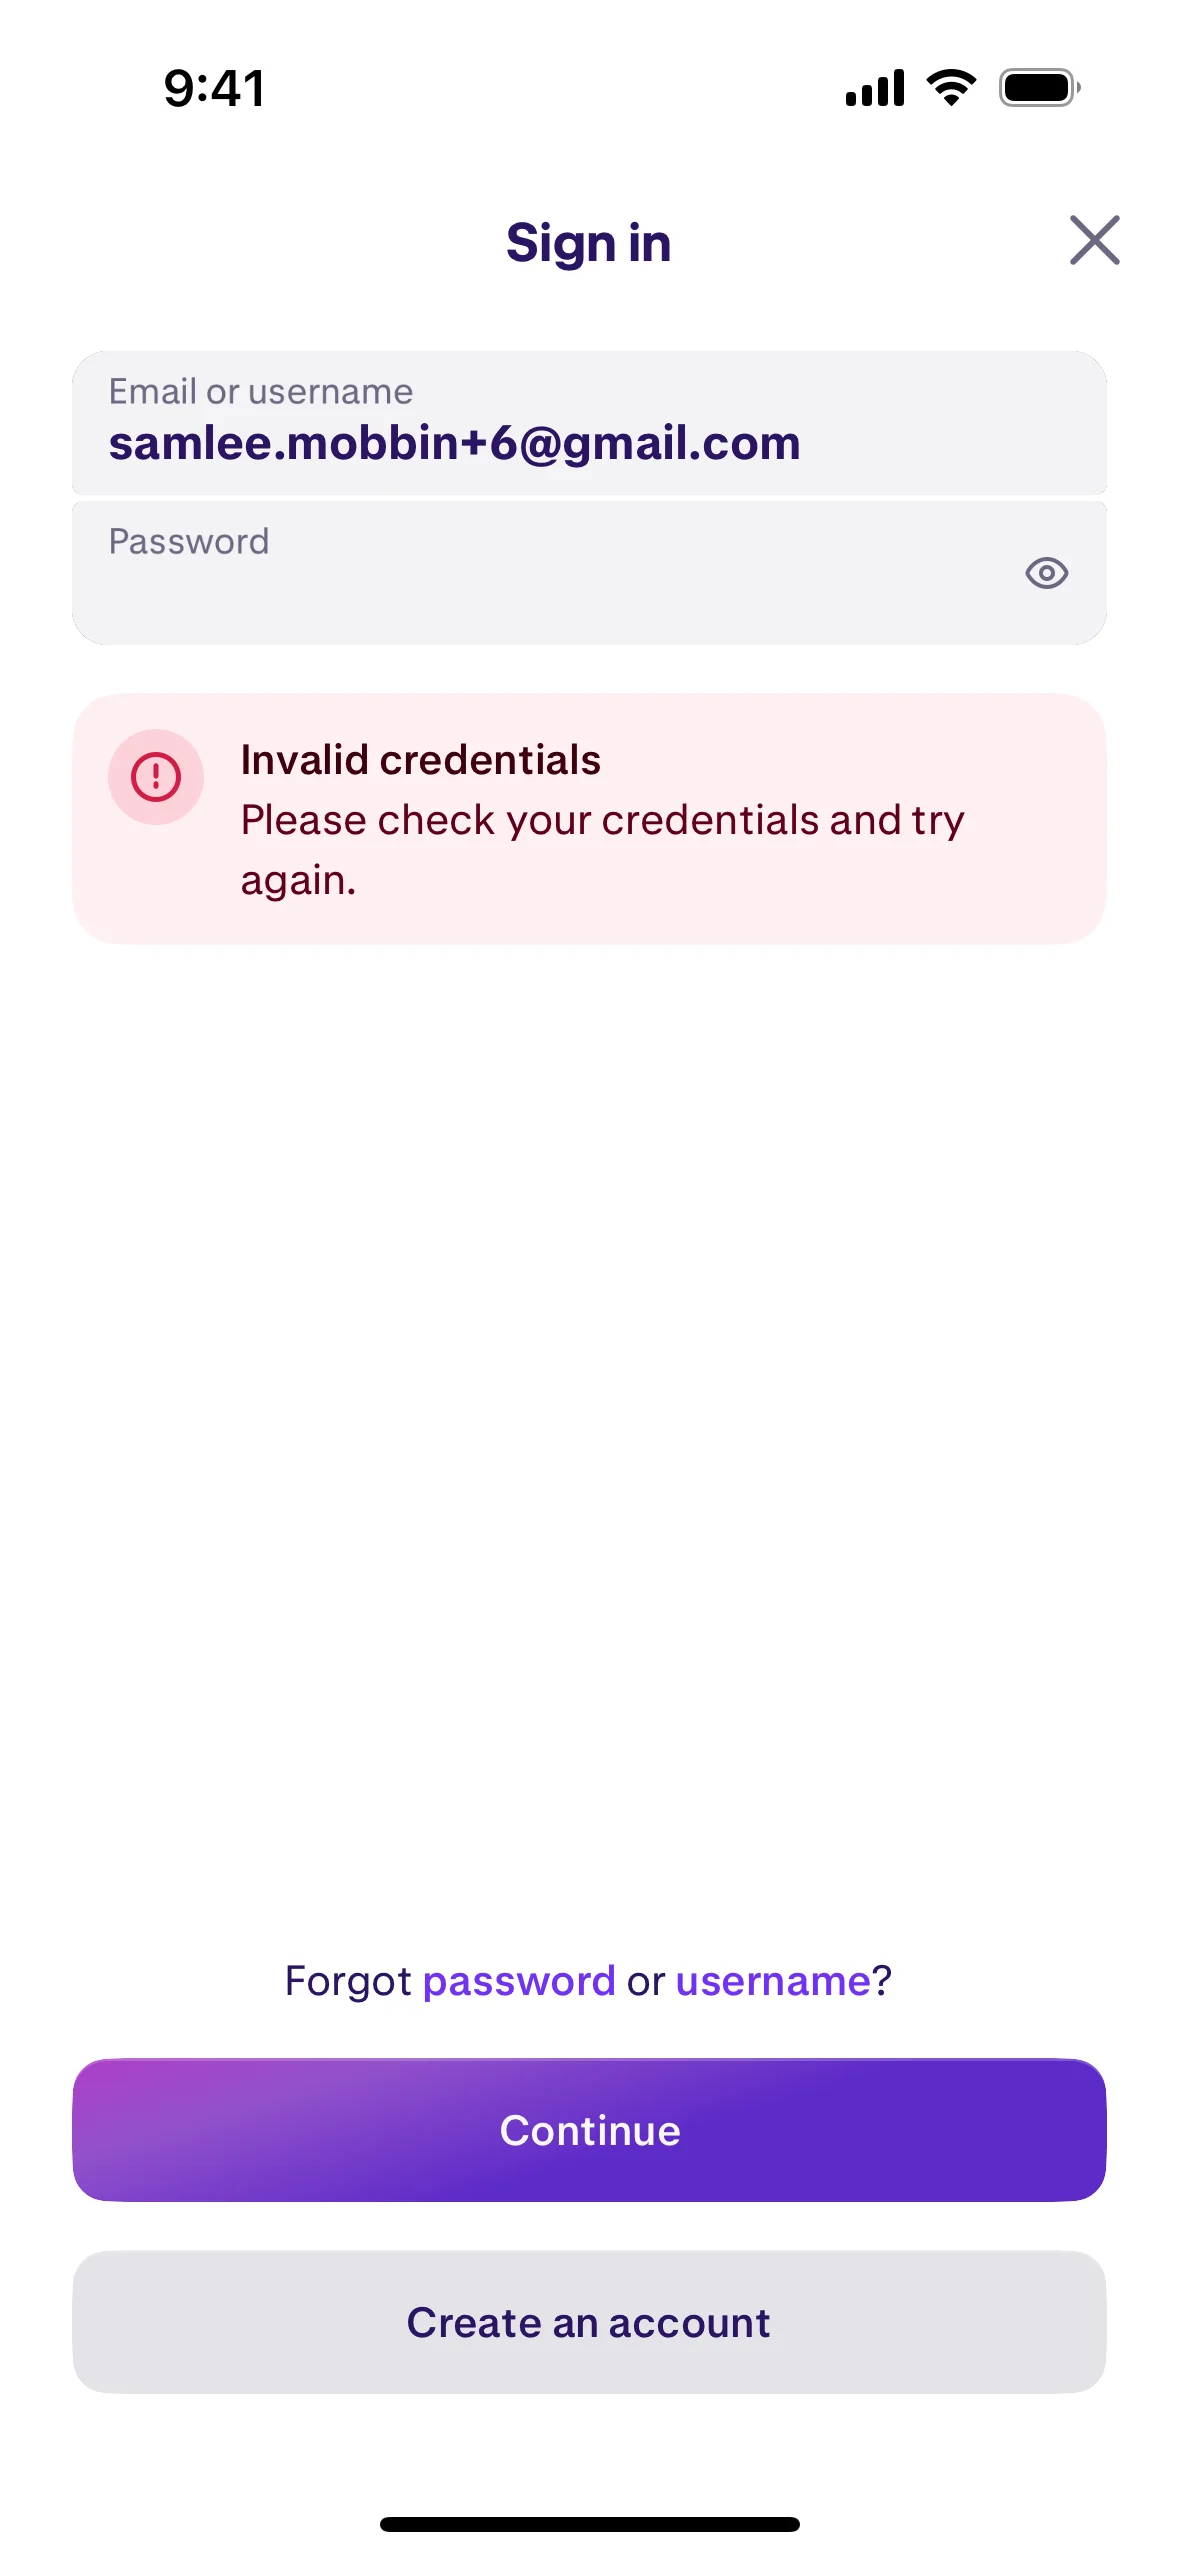 9:41
Sign in
Email or username
samlee.mobbin+6@gmail.com
Password
Invalid credentials
Please check your credentials and try
again.
Forgot password or username?
Continue
Create an account